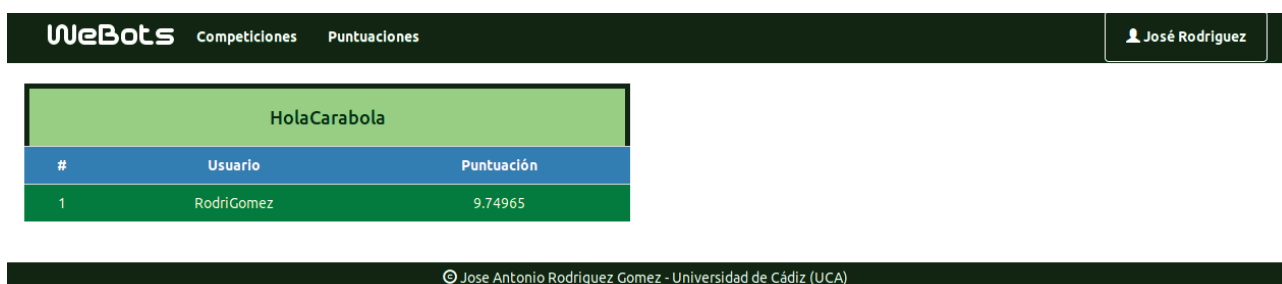 WeBots Competiciones Puntuaciones José Rodriguez
HolaCarabola
# Usuario Puntuación
1 RodriGomez 9.74965
© Jose Antonio Rodriguez Gomez - Universidad de Cádiz (UCA)